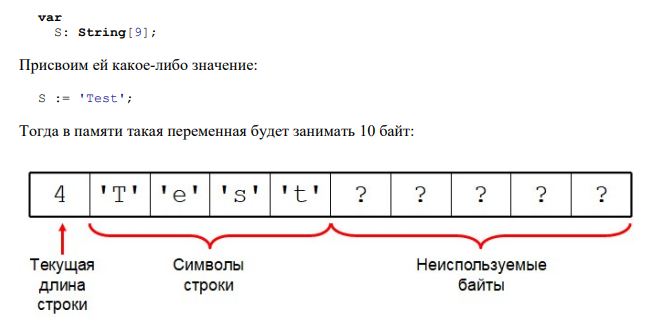 var
S: String[9];
Присвоим ей какое-либо значение:
S := 'Test';
Тогда в памяти такая переменная будет занимать 10 байт:
4 'T' 'e' 's' 't' ? ? ? ? ?
Текущая длина строки
Символы строки
Неиспользуемые байты